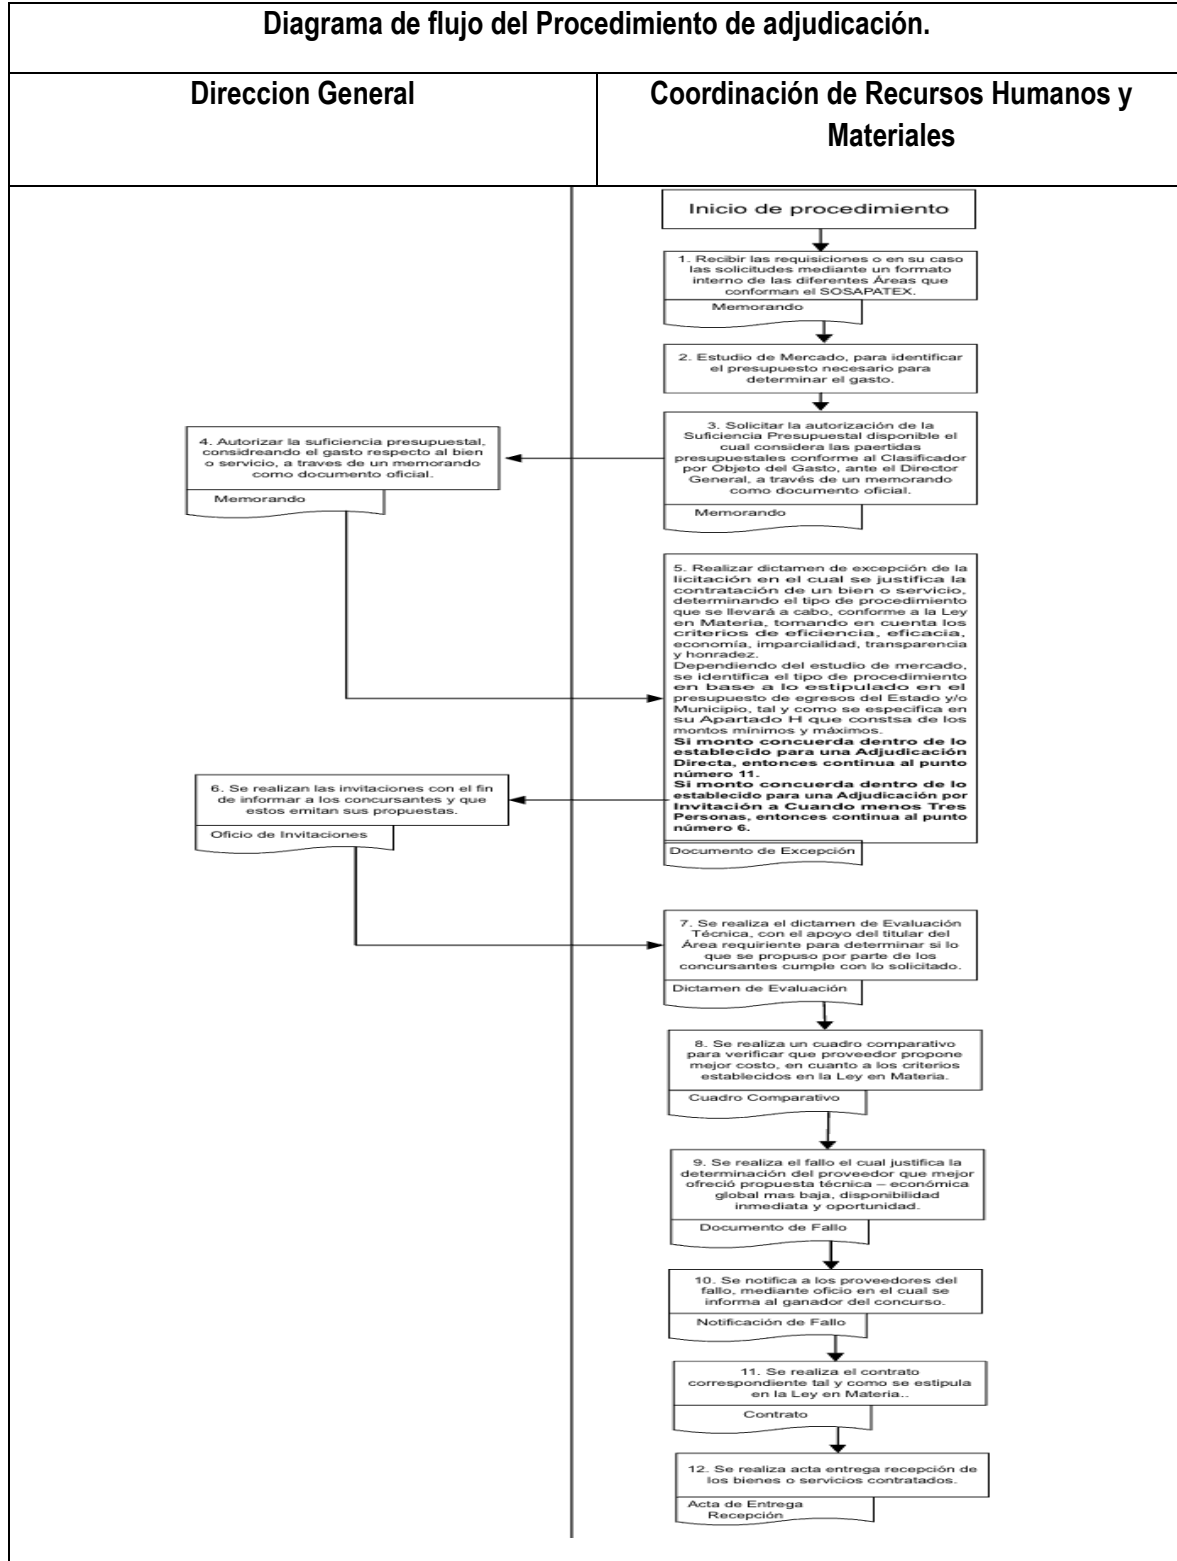 Diagrama de flujo del Procedimiento de adjudicación.
Direccion General
Coordinación de Recursos Humanos y
Materiales
Inicio de procedimiento
1. Recibir las requisiciones o en su caso
las solicitudes mediante un formato
interno de las diferentes Áreas que
conforman el SOSAPATEX.
Memorando
2. Estudio de Mercado, para identificar
el presupuesto necesario para
determinar el gasto.
3. Solicitar la autorización de la
Suficiencia Presupuestal disponible el
cual considera las paertidas
presupuestales conforme al Clasificador
por Objeto del Gasto, ante el Director
General, a través de un memorando
como documento oficial.
Memorando
4. Autorizar la suficiencia presupuestal,
considreando el gasto respecto al bien
o servicio, a traves de un memorando
como documento oficial.
Memorando
5. Realizar dictamen de excepción de la
licitación en el cual se justifica la
contratación de un bien o servicio,
determinando el tipo de procedimiento
que se llevará a cabo, conforme a la Ley
en Materia, tomando en cuenta los
criterios de eficiencia, eficacia,
economía, imparcialidad, transparencia
y honradez.
Dependiendo del estudio de mercado,
se identifica el tipo de procedimiento
en base a lo estipulado en el
presupuesto de egresos del Estado y/o
Municipio, tal y como se especifica en
su Apartado H que constsa de los
montos mínimos y máximos.
Si monto concuerda dentro de lo
establecido para una Adjudicación
Directa, entonces continua al punto
número 11.
Si monto concuerda dentro de lo
establecido para una Adjudicación por
Invitación a Cuando menos Tres
Personas, entonces continua al punto
número 6.
Documento de Excepción
6. Se realizan las invitaciones con el fin
de informar a los concursantes y que
estos emitan sus propuestas.
Oficio de Invitaciones
7. Se realiza el dictamen de Evaluación
Técnica, con el apoyo del titular del
Área requiriente para determinar si lo
que se propuso por parte de los
concursantes cumple con lo solicitado.
Dictamen de Evaluación
8. Se realiza un cuadro comparativo
para verificar que proveedor propone
mejor costo, en cuanto a los criterios
establecidos en la Ley en Materia.
Cuadro Comparativo
9. Se realiza el fallo el cual justifica la
determinación del proveedor que mejor
ofreció propuesta técnica – económica
global mas baja, disponibilidad
inmediata y oportunidad.
Documento de Fallo
10. Se notifica a los proveedores del
fallo, mediante oficio en el cual se
informa al ganador del concurso.
Notificación de Fallo
11. Se realiza el contrato
correspondiente tal y como se estipula
en la Ley en Materia..
Contrato
12. Se realiza acta entrega recepción de
los bienes o servicios contratados.
Acta de Entrega
Recepción